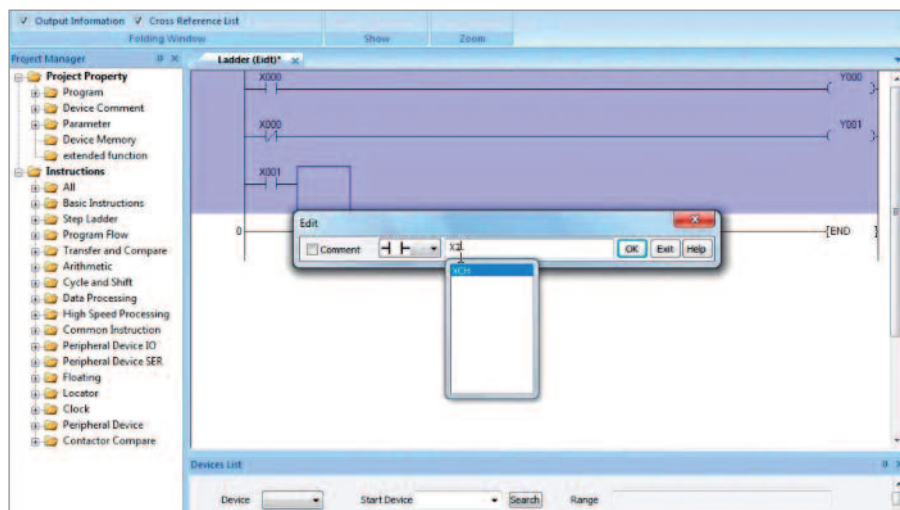 Output Information Cross Reference List
Folding Window Show Zoom
Project Manager
Ladder (Eidt)*
Project Property
Program
Device Comment
Parameter
Device Memory
extended function
Instructions
All
Basic Instructions
Step Ladder
Program Flow
Transfer and Compare
Arithmetic
Cycle and Shift
Data Processing
High Speed Processing
Common Instruction
Peripheral Device IO
Peripheral Device SER
Floating
Locator
Clock
Peripheral Device
Contactor Compare
X000 Y000
X000 Y001
X001
0 [END ]
Edit
Comment OK Exit Help
XCH
Devices List
Device Start Device Search Range